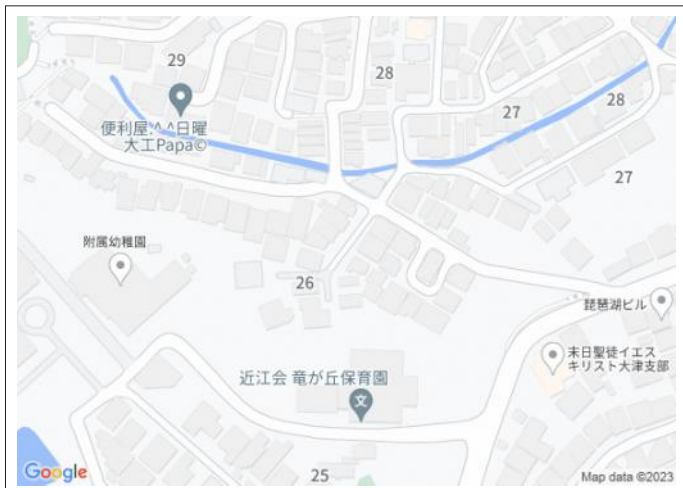 29
28
27
28
便利屋.^ ^日曜
大工Papa©
27
附属幼稚園
26
琵琶湖ビル
末日聖徒イエス
キリスト大津支部
近江会 竜が丘保育園
文
25
Google
Map data ©2023